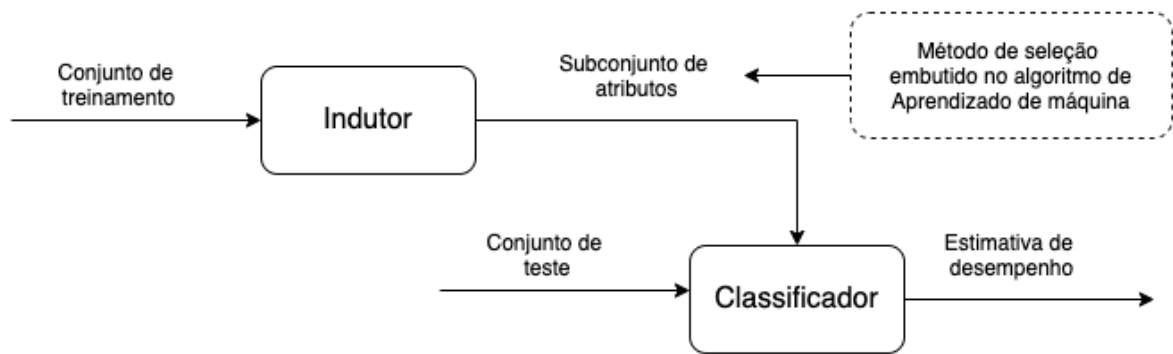 Conjunto de
treinamento
Indutor
Subconjunto de
atributos
Método de seleção
embutido no algoritmo de
Aprendizado de máquina
Conjunto de
teste
Classificador
Estimativa de
desempenho